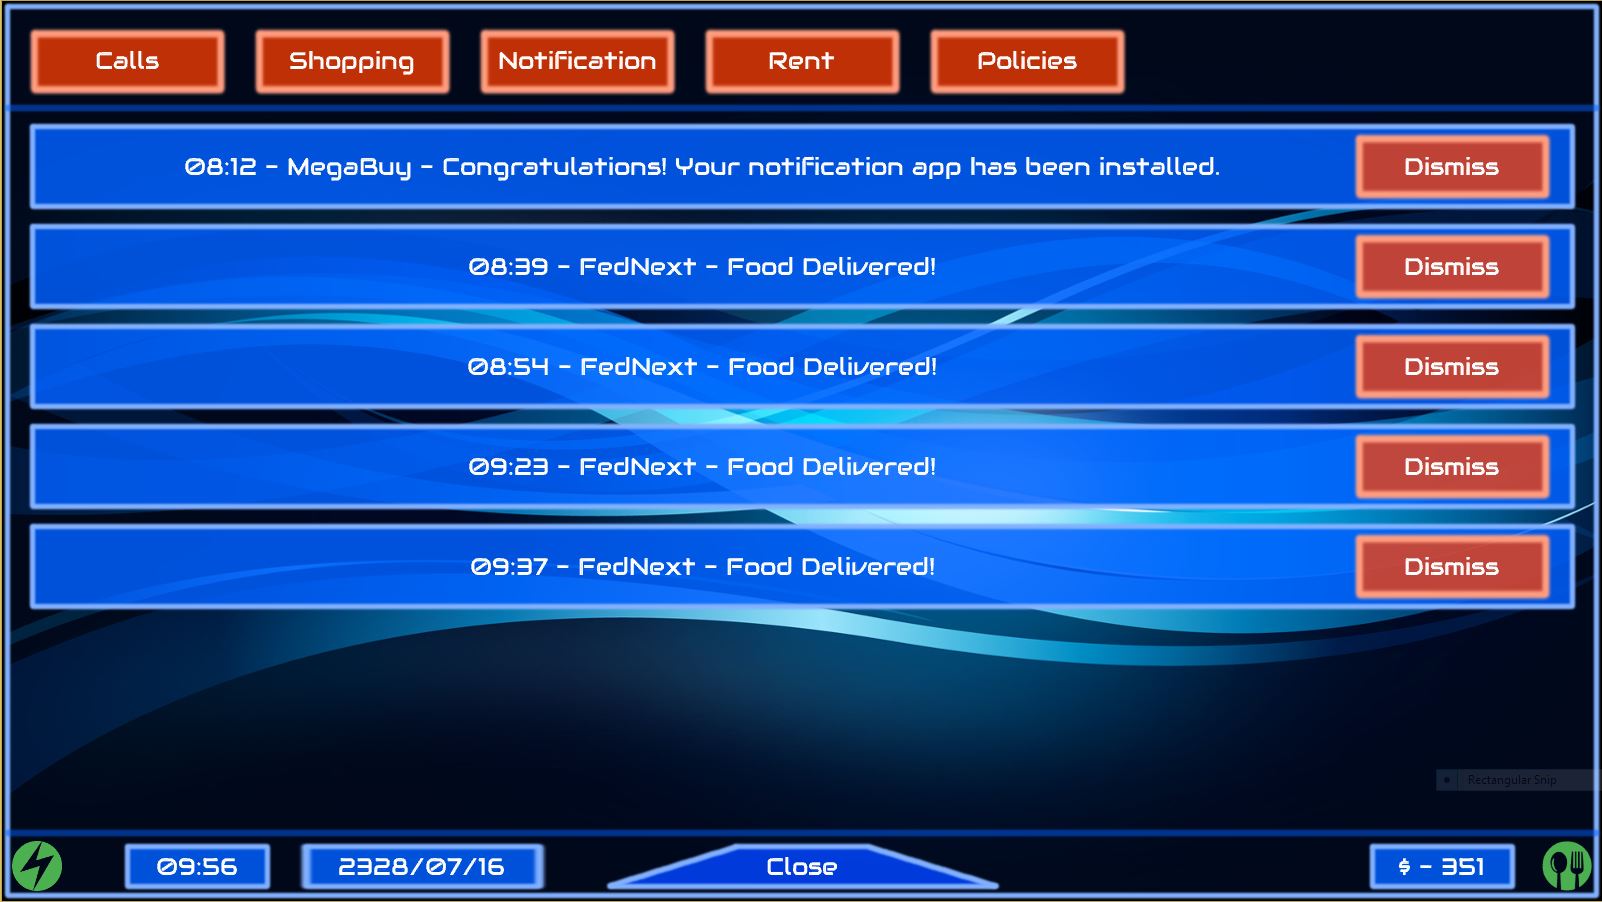 Calls
Shopping
Notification
Rent
Policies
08:12 - MegaBuy - Congratulations! Your notification app has been installed.
Dismiss
08:39 - FedNext - Food Delivered!
Dismiss
08:54 - FedNext - Food Delivered!
Dismiss
09:23 - FedNext - Food Delivered!
Dismiss
09:37 - FedNext - Food Delivered!
Dismiss
Rectangular Snip
09:56
2328/07/16
Close
$ - 351